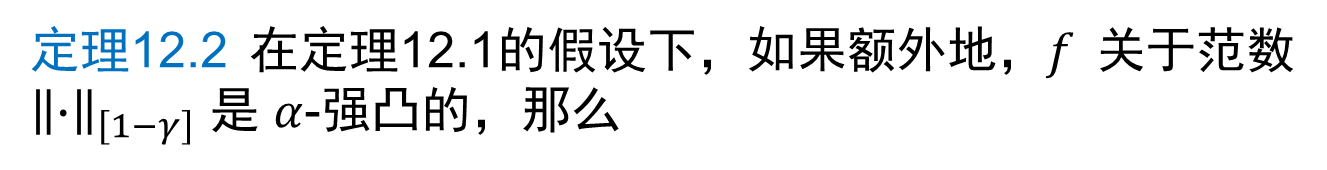 定理12.2 在定理12.1的假设下，如果额外地，𝑓 关于范数
‖·‖[1−𝛾] 是 𝛼-强凸的，那么